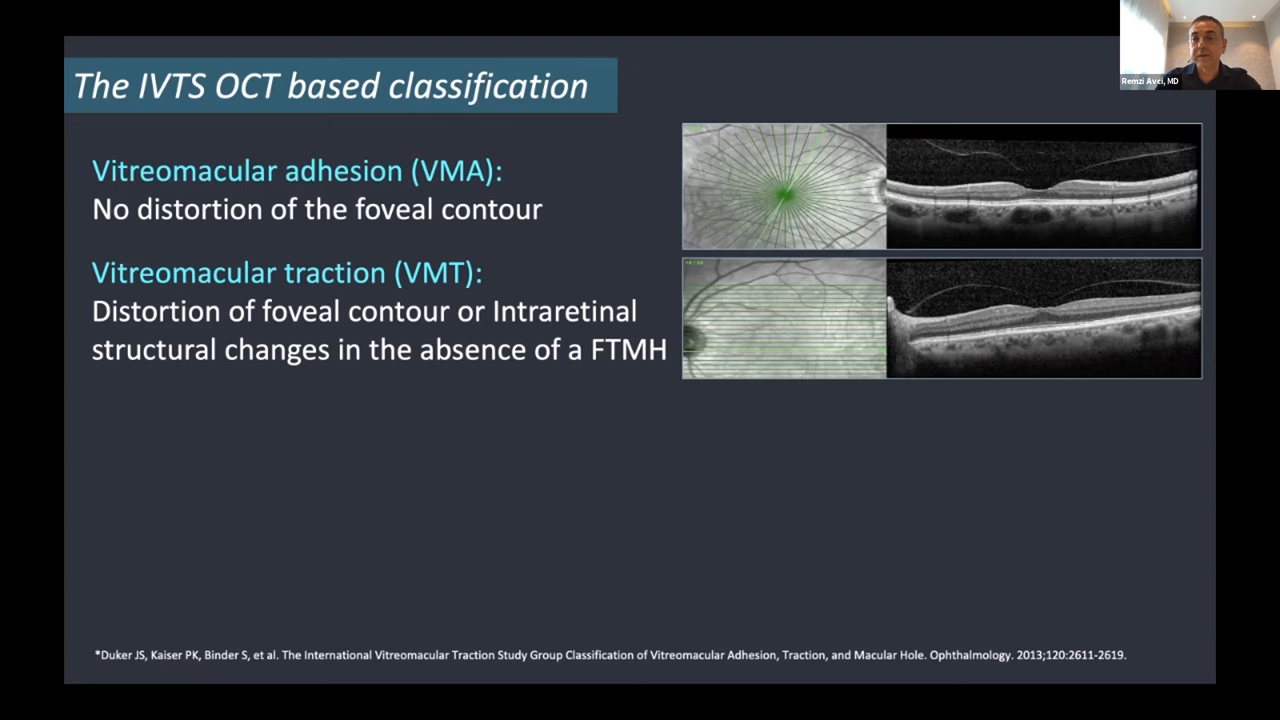 Remzi Avci, MD
The IVTS OCT based classification
Vitreomacular adhesion (VMA):
No distortion of the foveal contour
Vitreomacular traction (VMT):
Distortion of foveal contour or Intraretinal
structural changes in the absence of a FTMH
*Duker JS, Kaiser PK, Binder S, et al. The International Vitreomacular Traction Study Group Classification of Vitreomacular Adhesion, Traction, and Macular Hole. Ophthalmology. 2013;120:2611-2619.